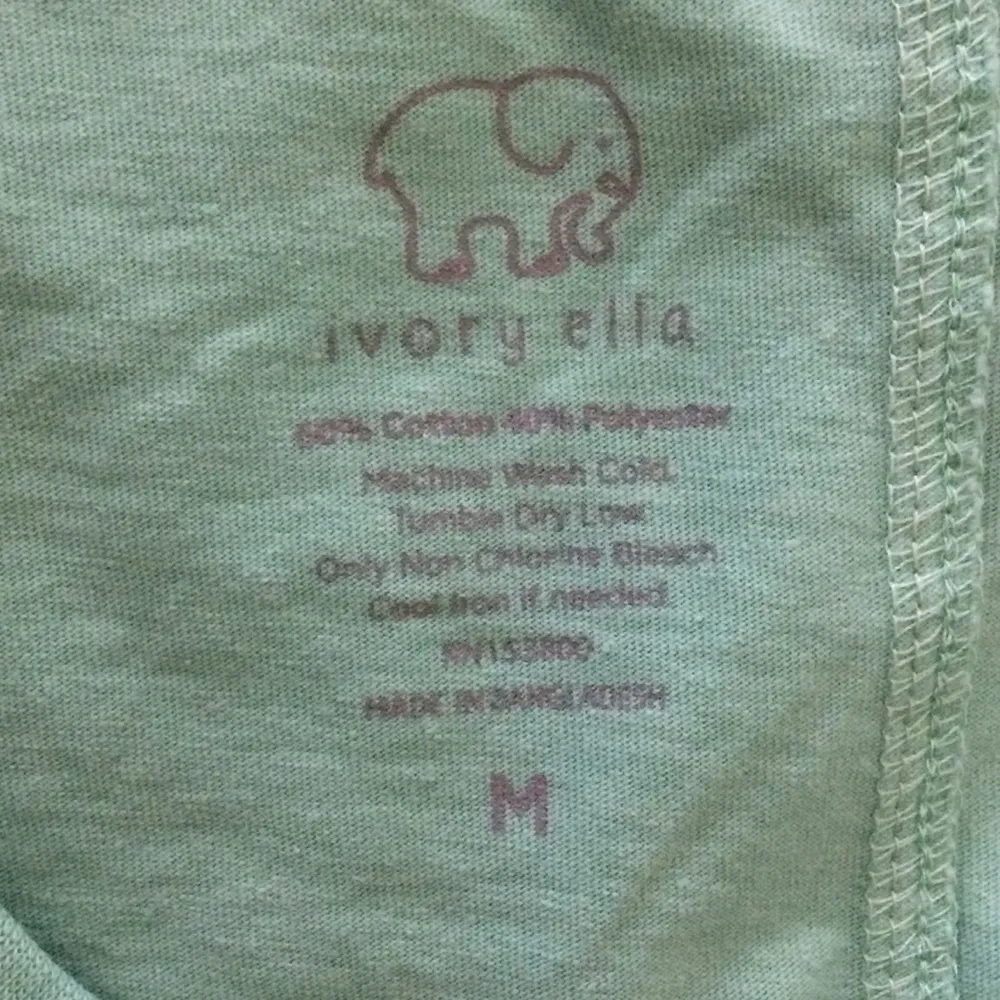 ivory ella
60% Cotton 40% Polyester
Machine Wash Cold.
Tumble Dry Low
Only Non Chlorine Bleach.
Cool Iron if needed.
MADE IN BANGLADESH
M